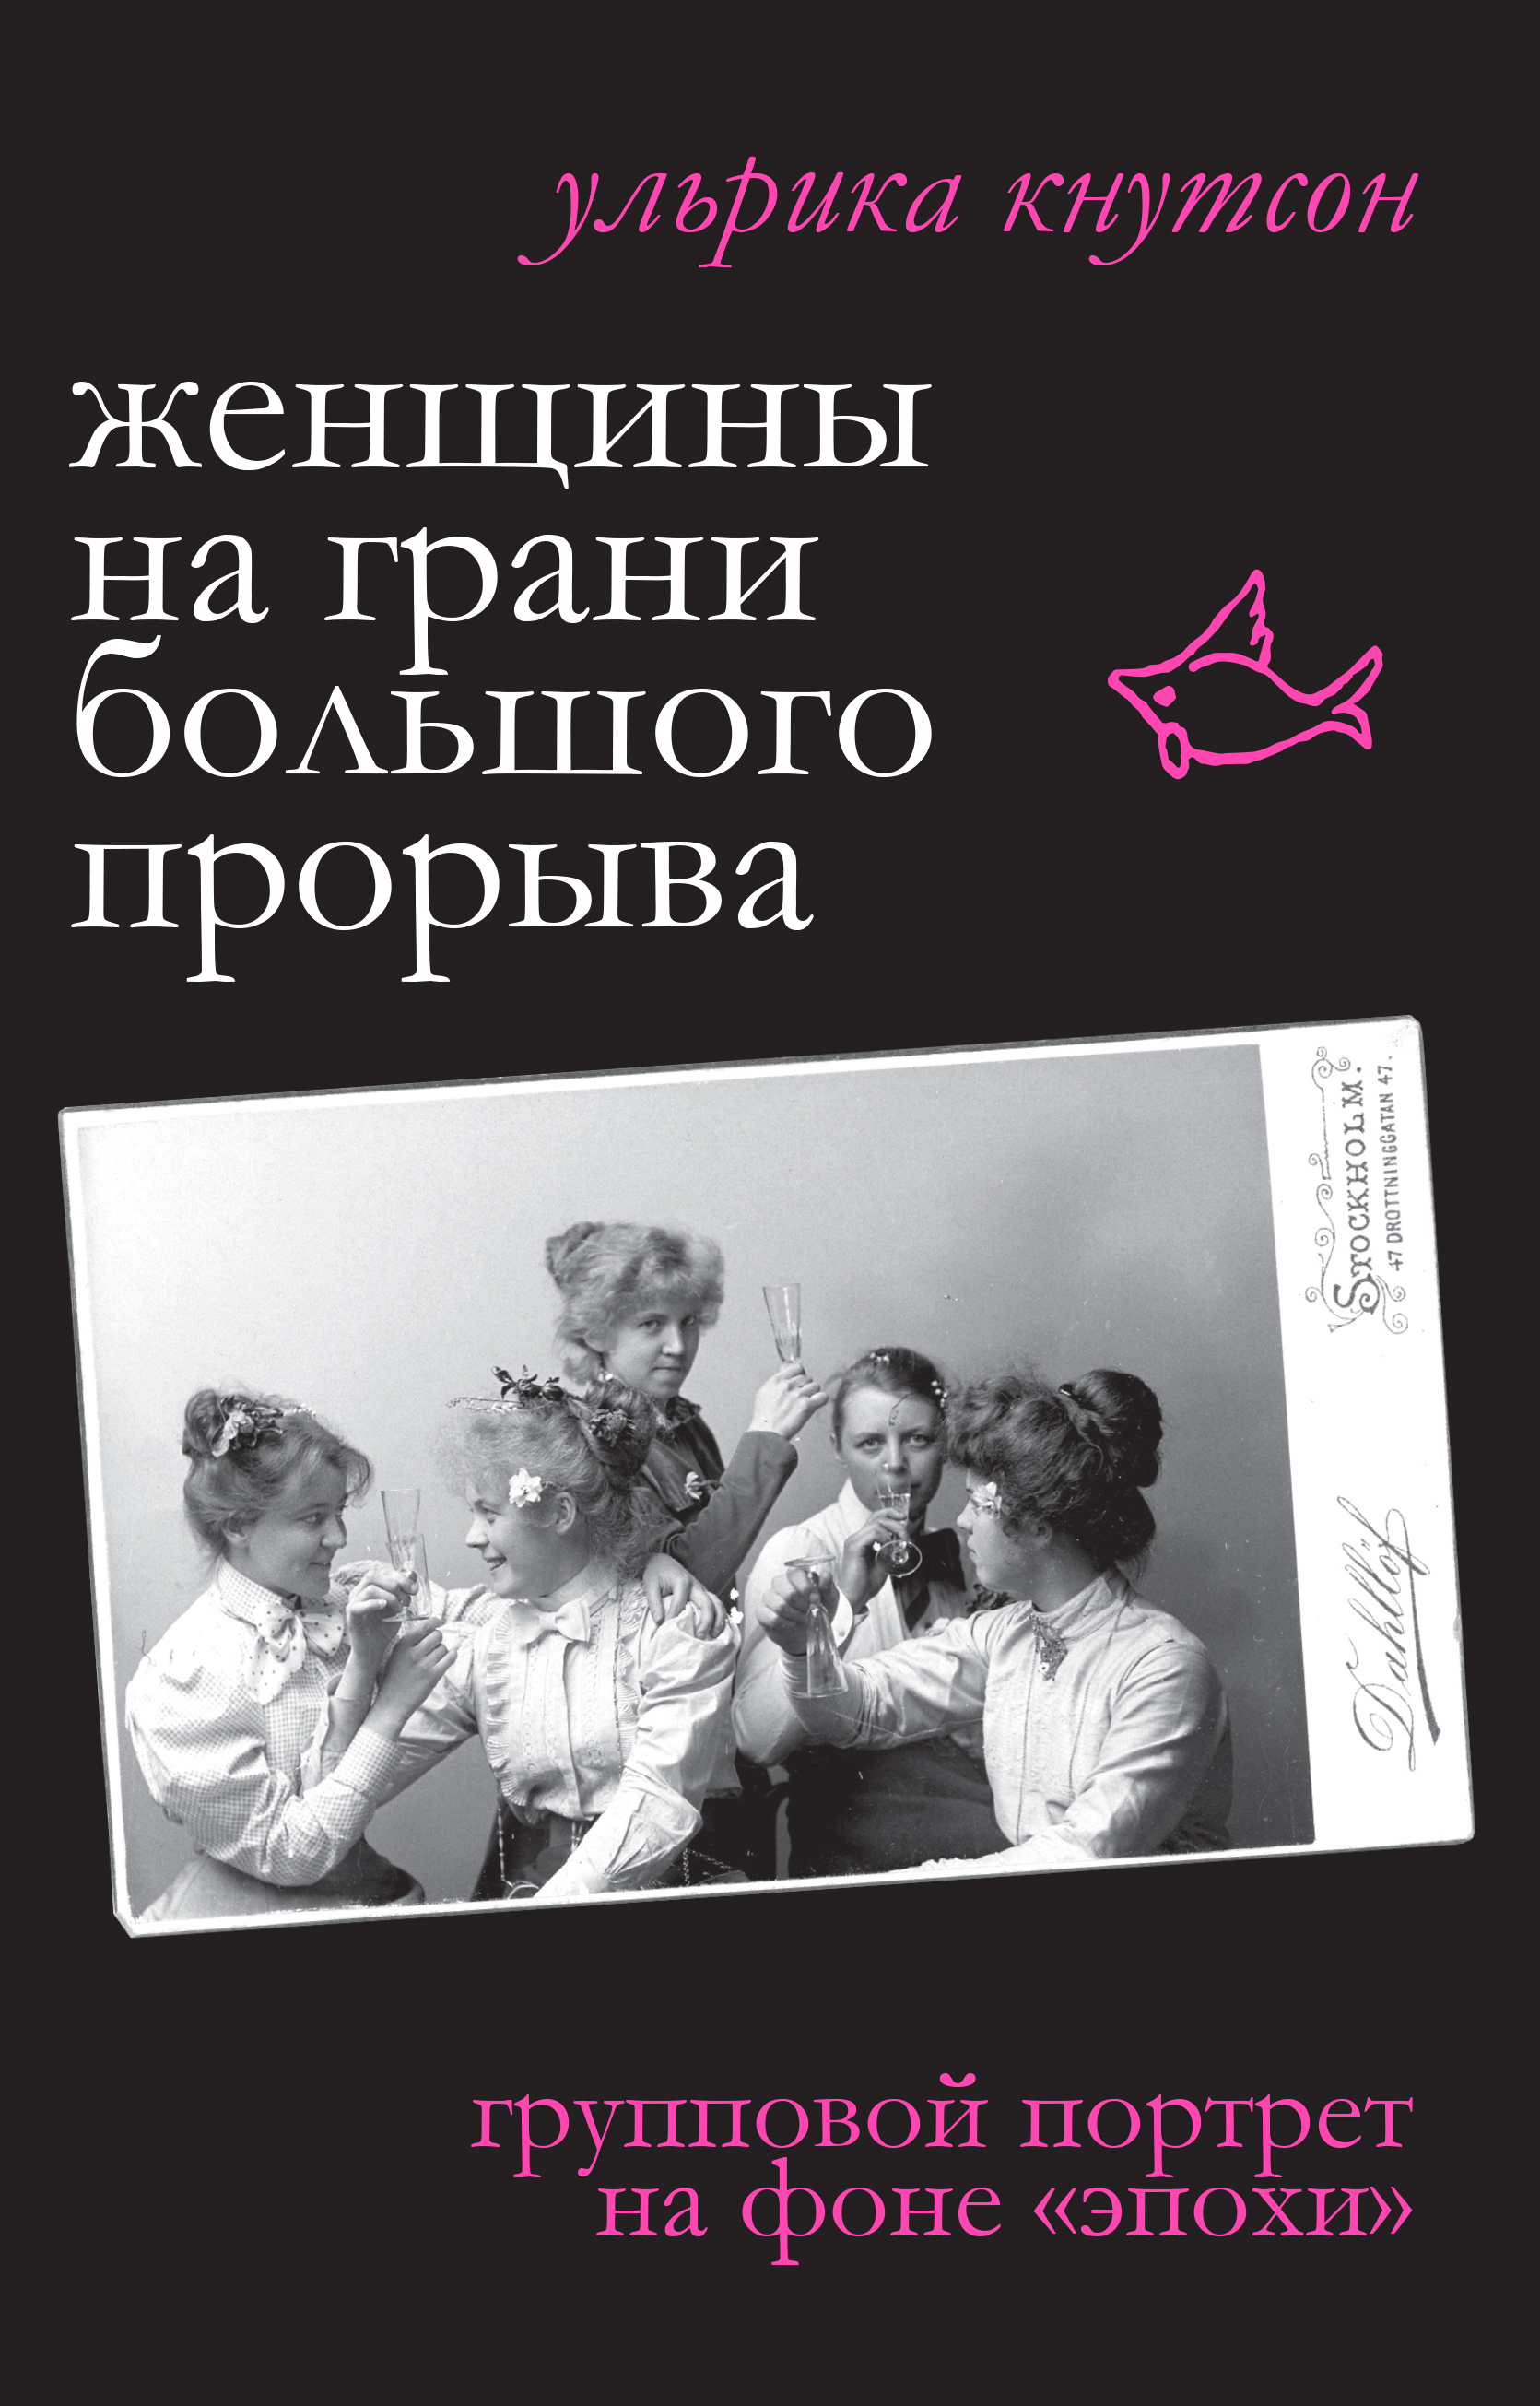 ульрика кнутсон
женщины
на грани
большого
прорыва
STOCKHOLM.
47 DROTTNINGGATAN 47.
Dahllöf
групповой портрет
на фоне «эпохи»